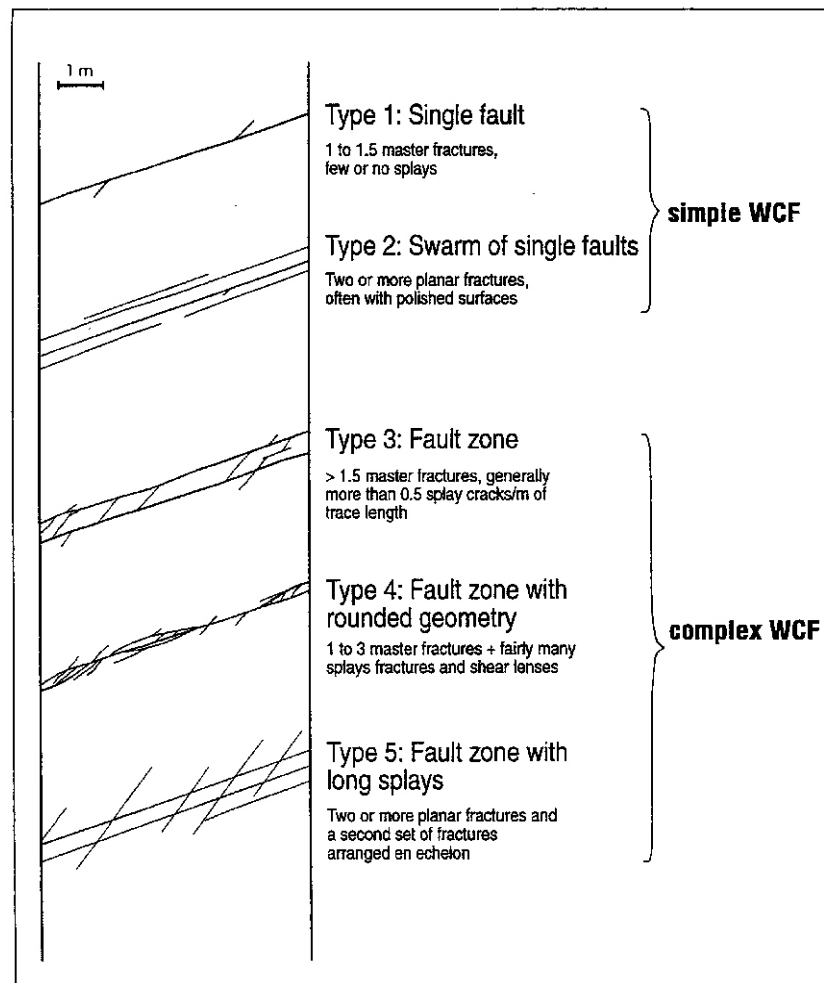 1 m
Type 1: Single fault
1 to 1.5 master fractures,
few or no splays
simple WCF
Type 2: Swarm of single faults
Two or more planar fractures,
often with polished surfaces
Type 3: Fault zone
> 1.5 master fractures, generally
more than 0.5 splay cracks/m of
trace length
Type 4: Fault zone with
rounded geometry
1 to 3 master fractures + fairly many
splays fractures and shear lenses
complex WCF
Type 5: Fault zone with
long splays
Two or more planar fractures and
a second set of fractures
arranged en echelon